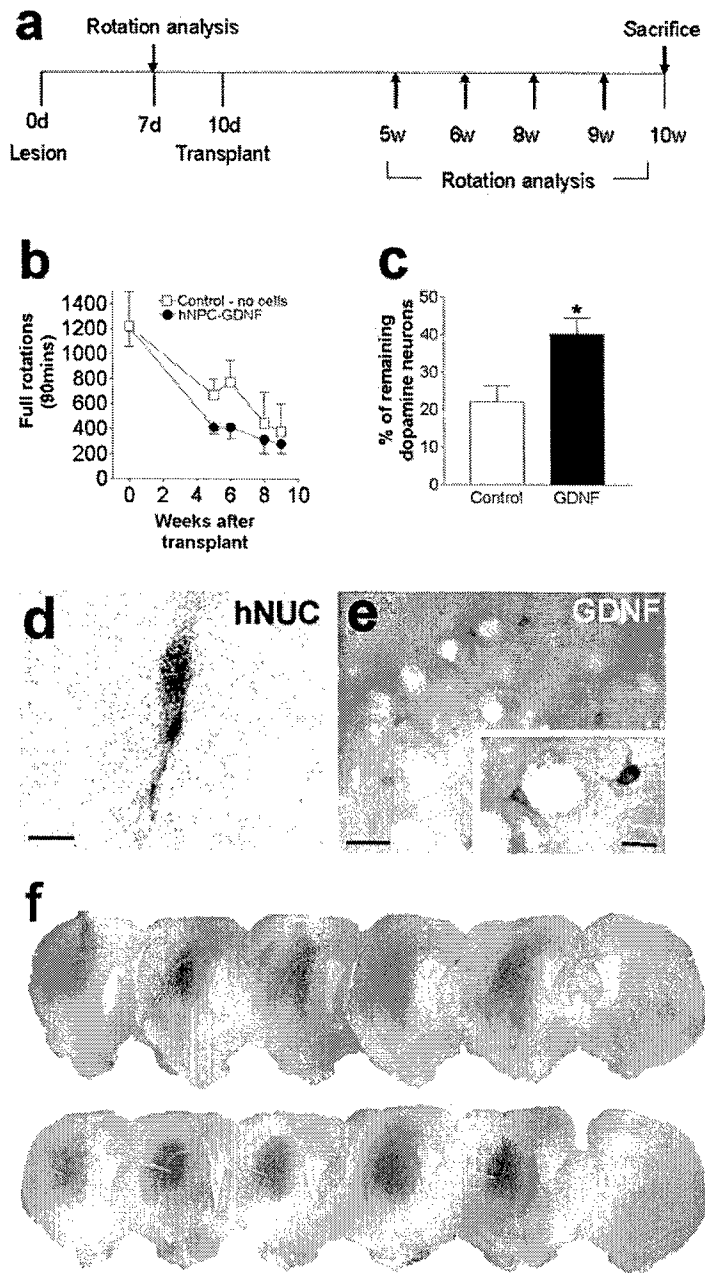 a
Rotation analysis
Sacrifice
0d
7d
10d
5w
6w
8w
9w
10w
Lesion
Transplant
Rotation analysis
b
1400
1200
1000
800
600
400
200
0
Full rotations
(90mins)
Control - no cells
hNPC-GDNF
0 2 4 6 8 10
Weeks after
transplant
c
50
40
30
20
10
0
% of remaining
dopamine neurons
*
Control
GDNF
d
hNUC
e
GDNF
f